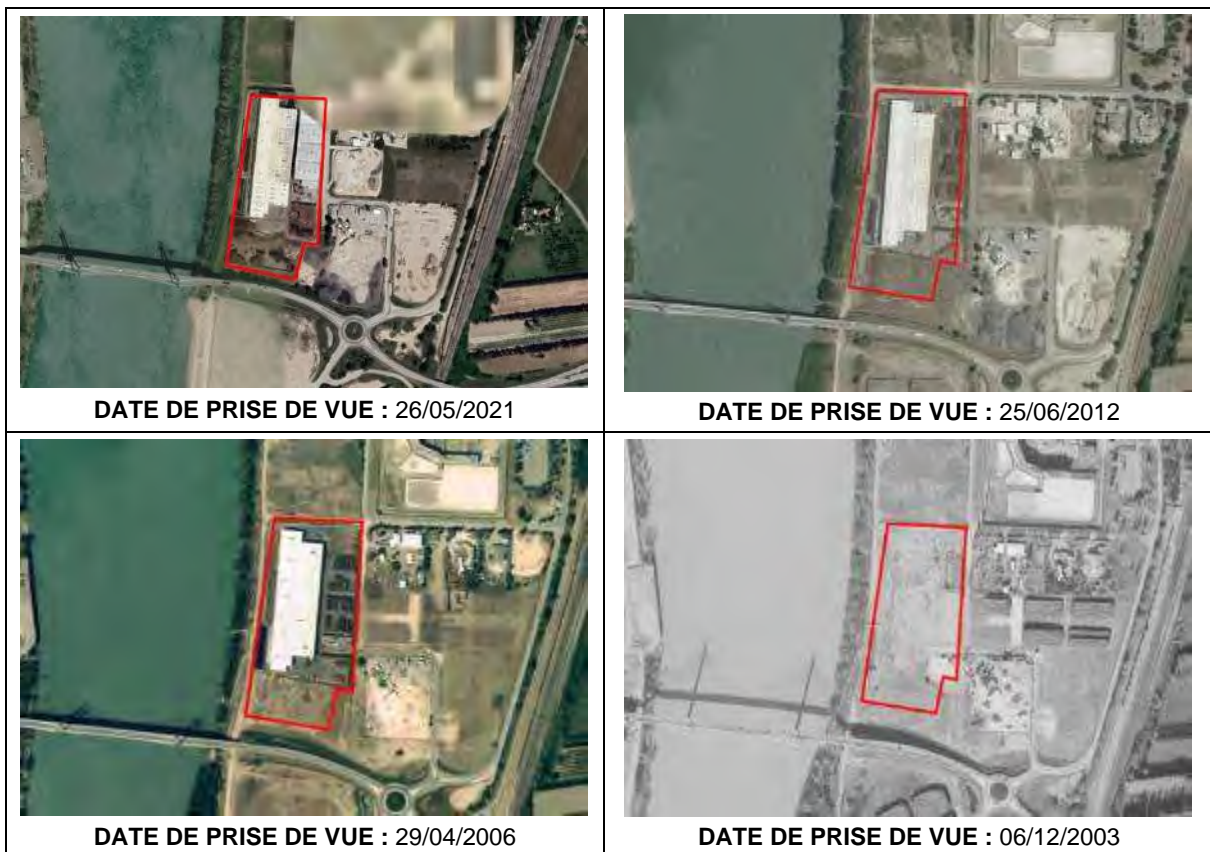 DATE DE PRISE DE VUE : 26/05/2021
DATE DE PRISE DE VUE : 25/06/2012
DATE DE PRISE DE VUE : 29/04/2006
DATE DE PRISE DE VUE : 06/12/2003